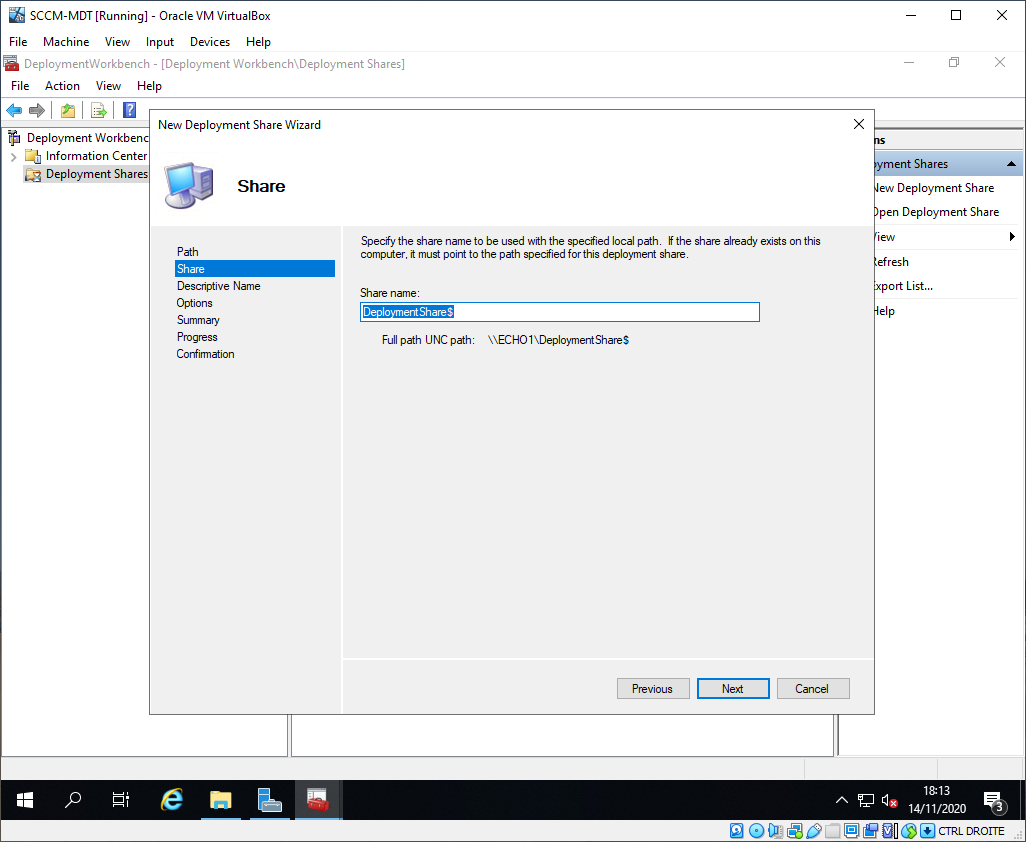 SCCM-MDT [Running] - Oracle VM VirtualBox
File Machine View Input Devices Help
DeploymentWorkbench - [Deployment Workbench\Deployment Shares]
File Action View Help
Deployment Workbenc
Information Center
Deployment Shares
New Deployment Share Wizard
Share
Path
Share
Descriptive Name
Options
Summary
Progress
Confirmation
Specify the share name to be used with the specified local path. If the share already exists on this
computer, it must point to the path specified for this deployment share.
Share name:
DeploymentShare$
Full path UNC path: \\ECHO1\DeploymentShare$
Previous Next Cancel
ns
oyment Shares
New Deployment Share
Open Deployment Share
View
Refresh
Export List...
Help
18:13
14/11/2020
3
CTRL DROITE